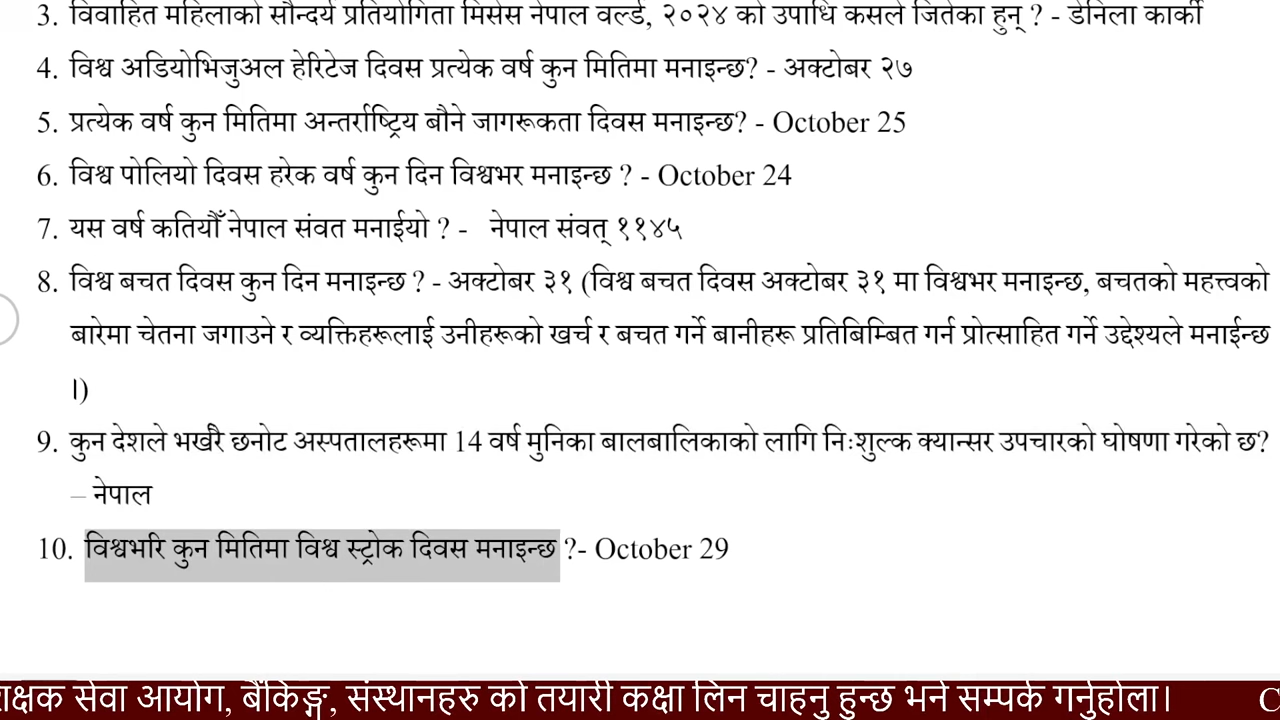 3. विवाहित महिलाको सौन्दर्य प्रतियोगिता मिसेस नेपाल वर्ल्ड, २०२४ को उपाधि कसले जितेका हुन् ? - डेनिला कार्की
4. विश्व अडियोभिजुअल हेरिटेज दिवस प्रत्येक वर्ष कुन मितिमा मनाइन्छ? - अक्टोबर २७
5. प्रत्येक वर्ष कुन मितिमा अन्तर्राष्ट्रिय बौने जागरूकता दिवस मनाइन्छ? - October 25
6. विश्व पोलियो दिवस हरेक वर्ष कुन दिन विश्वभर मनाइन्छ ? - October 24
7. यस वर्ष कतियौँ नेपाल संवत मनाईयो ? - नेपाल संवत् ११४५
8. विश्व बचत दिवस कुन दिन मनाइन्छ ? - अक्टोबर ३१ (विश्व बचत दिवस अक्टोबर ३१ मा विश्वभर मनाइन्छ, बचतको महत्त्वको
बारेमा चेतना जगाउने र व्यक्तिहरूलाई उनीहरूको खर्च र बचत गर्ने बानीहरू प्रतिबिम्बित गर्न प्रोत्साहित गर्ने उद्देश्यले मनाईन्छ
।)
9. कुन देशले भर्खरै छनोट अस्पतालहरूमा 14 वर्ष मुनिका बालबालिकाको लागि निःशुल्क क्यान्सर उपचारको घोषणा गरेको छ?
– नेपाल
10. विश्वभरि कुन मितिमा विश्व स्ट्रोक दिवस मनाइन्छ ?- October 29
सेवा आयोग, बैंकिङ्ग, संस्थानहरु को तयारी कक्षा लिन चाहनु हुन्छ भने सम्पर्क गर्नुहोला। C